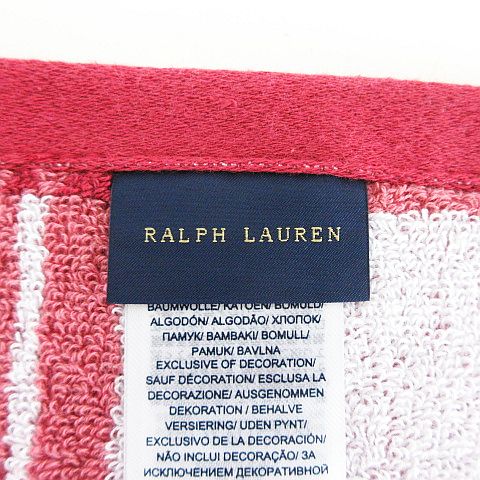 RALPH LAUREN
BAUMWOLLE/ KATOEN/ BOMULD/
ALGODÓN/ ALGODÃO/ ХЛОПОК/
ПАМУК/ BAMBAKI/ BOMULL/
PAMUK/ BAVLNA
EXCLUSIVE OF DECORATION/
SAUF DÉCORATION/ ESCLUSA LA
DECORAZIONE/ AUSGENOMMEN
DEKORATION / BEHALVE
VERSIERING/ UDEN PYNT/
EXCLUSIVO DE LA DECORACIÓN/
NÃO INCLUI DECORAÇÃO/ ЗА
ИСКЛЮЧЕНИЕМ ДЕКОРАТИВНОЙ